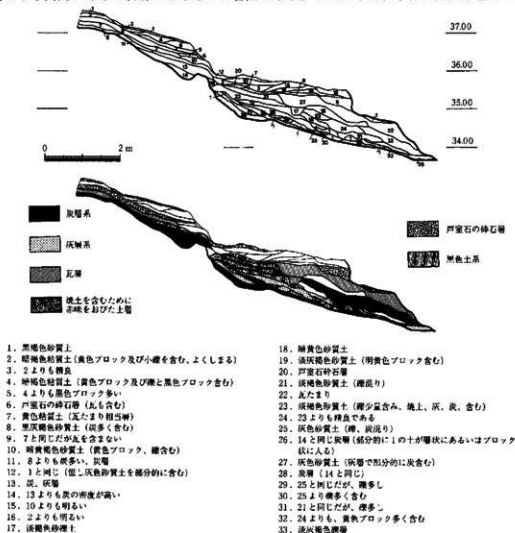 37.00
36.00
35.00
34.00
0 2 m
炭層系
灰層系
瓦層
焼土を含むために
赤味をおびた土層
戸室石の砕石層
黒色土系
1. 黒褐色砂質土
2. 暗褐色粘質土（黄色ブロック及び小礫を含む、よくしまる）
3. 2よりも精良
4. 暗褐色粘質土（黄色ブロック及び礫と黒色ブロック含む）
5. 4よりも黒色ブロック多い
6. 戸室石の砕石層（瓦も含む）
7. 黄色粘質土（瓦だまり相当層）
8. 黒灰褐色砂質土（炭多く含む）
9. 7と同じだが瓦を含まない
10. 暗黄褐色砂質土（黄色ブロック、礫含む）
11. 8よりも炭多い、炭層
12. 1と同じ（但し灰色砂質土を部分的に含む）
13. 炭、灰層
14. 13よりも炭の密度が高い
15. 10よりも明るい
16. 2よりも明るい
17. 淡褐色砂礫土
18. 暗黄色砂質土
19. 淡灰褐色砂質土（明黄色ブロック含む）
20. 戸室石砕石層
21. 淡褐色砂質土（礫混り）
22. 瓦だまり
23. 淡褐色砂質土（礫少量含み、焼土、灰、炭、含む）
24. 23よりも精良である
25. 灰色砂質土（礫、炭混り）
26. 14と同じ炭層（部分的に1の土が層状にあるいはブロック
状に入る）
27. 灰色砂質土（灰層で部分的に炭含む）
28. 炭層（14と同じ）
29. 25と同じだが、礫多し
30. 25より礫多く含む
31. 21と同じだが、礫多し
32. 24よりも、黄色ブロック多く含む
33. 淡灰褐色礫層